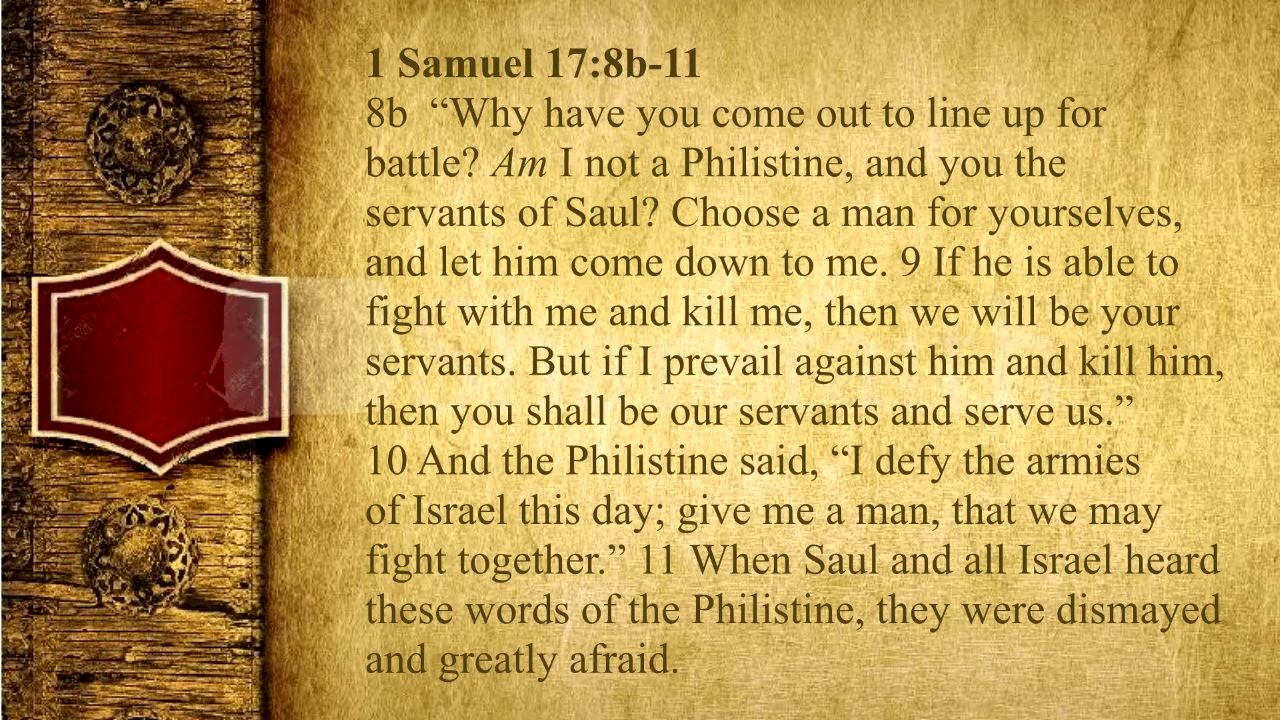 1 Samuel 17:8b-11
8b  “Why have you come out to line up for
battle? Am I not a Philistine, and you the
servants of Saul? Choose a man for yourselves,
and let him come down to me. 9 If he is able to
fight with me and kill me, then we will be your
servants. But if I prevail against him and kill him,
then you shall be our servants and serve us.”
10 And the Philistine said, “I defy the armies
of Israel this day; give me a man, that we may
fight together.” 11 When Saul and all Israel heard
these words of the Philistine, they were dismayed
and greatly afraid.